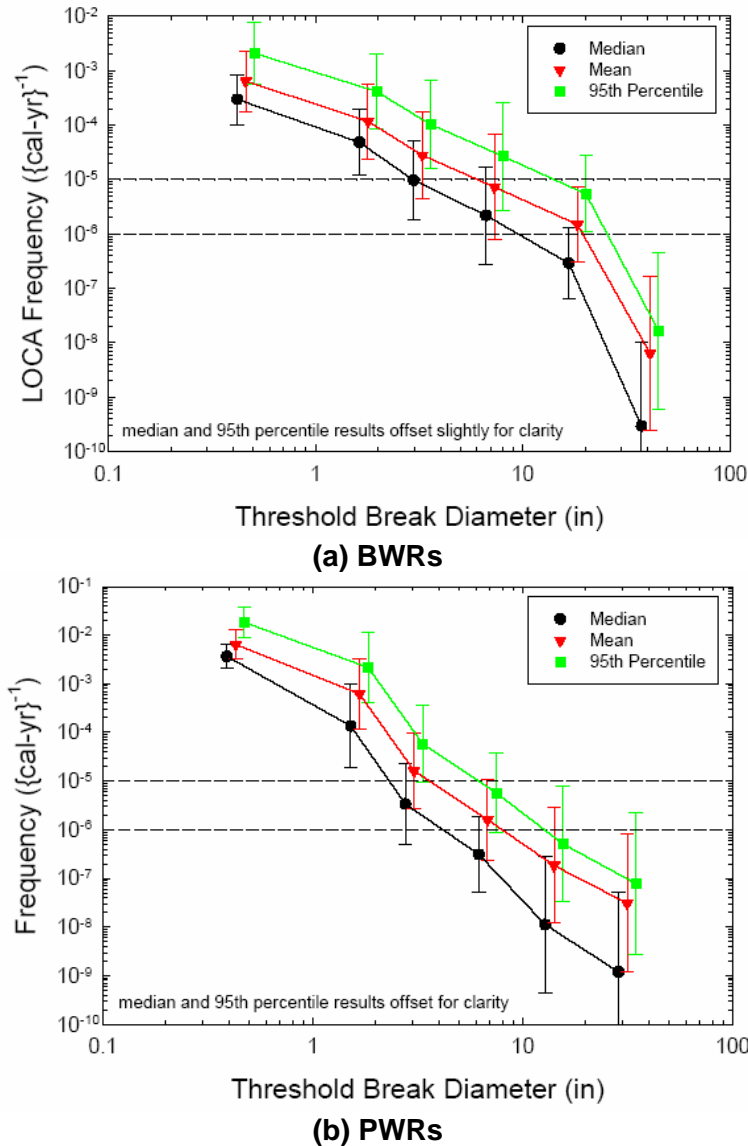 10⁻²
10⁻³
10⁻⁴
10⁻⁵
10⁻⁶
10⁻⁷
10⁻⁸
10⁻⁹
10⁻¹⁰
LOCA Frequency ({cal-yr}⁻¹)
Median
Mean
95th Percentile
median and 95th percentile results offset slightly for clarity
0.1 1 10 100
Threshold Break Diameter (in)
(a) BWRs
10⁻¹
10⁻²
10⁻³
10⁻⁴
10⁻⁵
10⁻⁶
10⁻⁷
10⁻⁸
10⁻⁹
10⁻¹⁰
Frequency ({cal-yr}⁻¹)
Median
Mean
95th Percentile
median and 95th percentile results offset for clarity
0.1 1 10 100
Threshold Break Diameter (in)
(b) PWRs